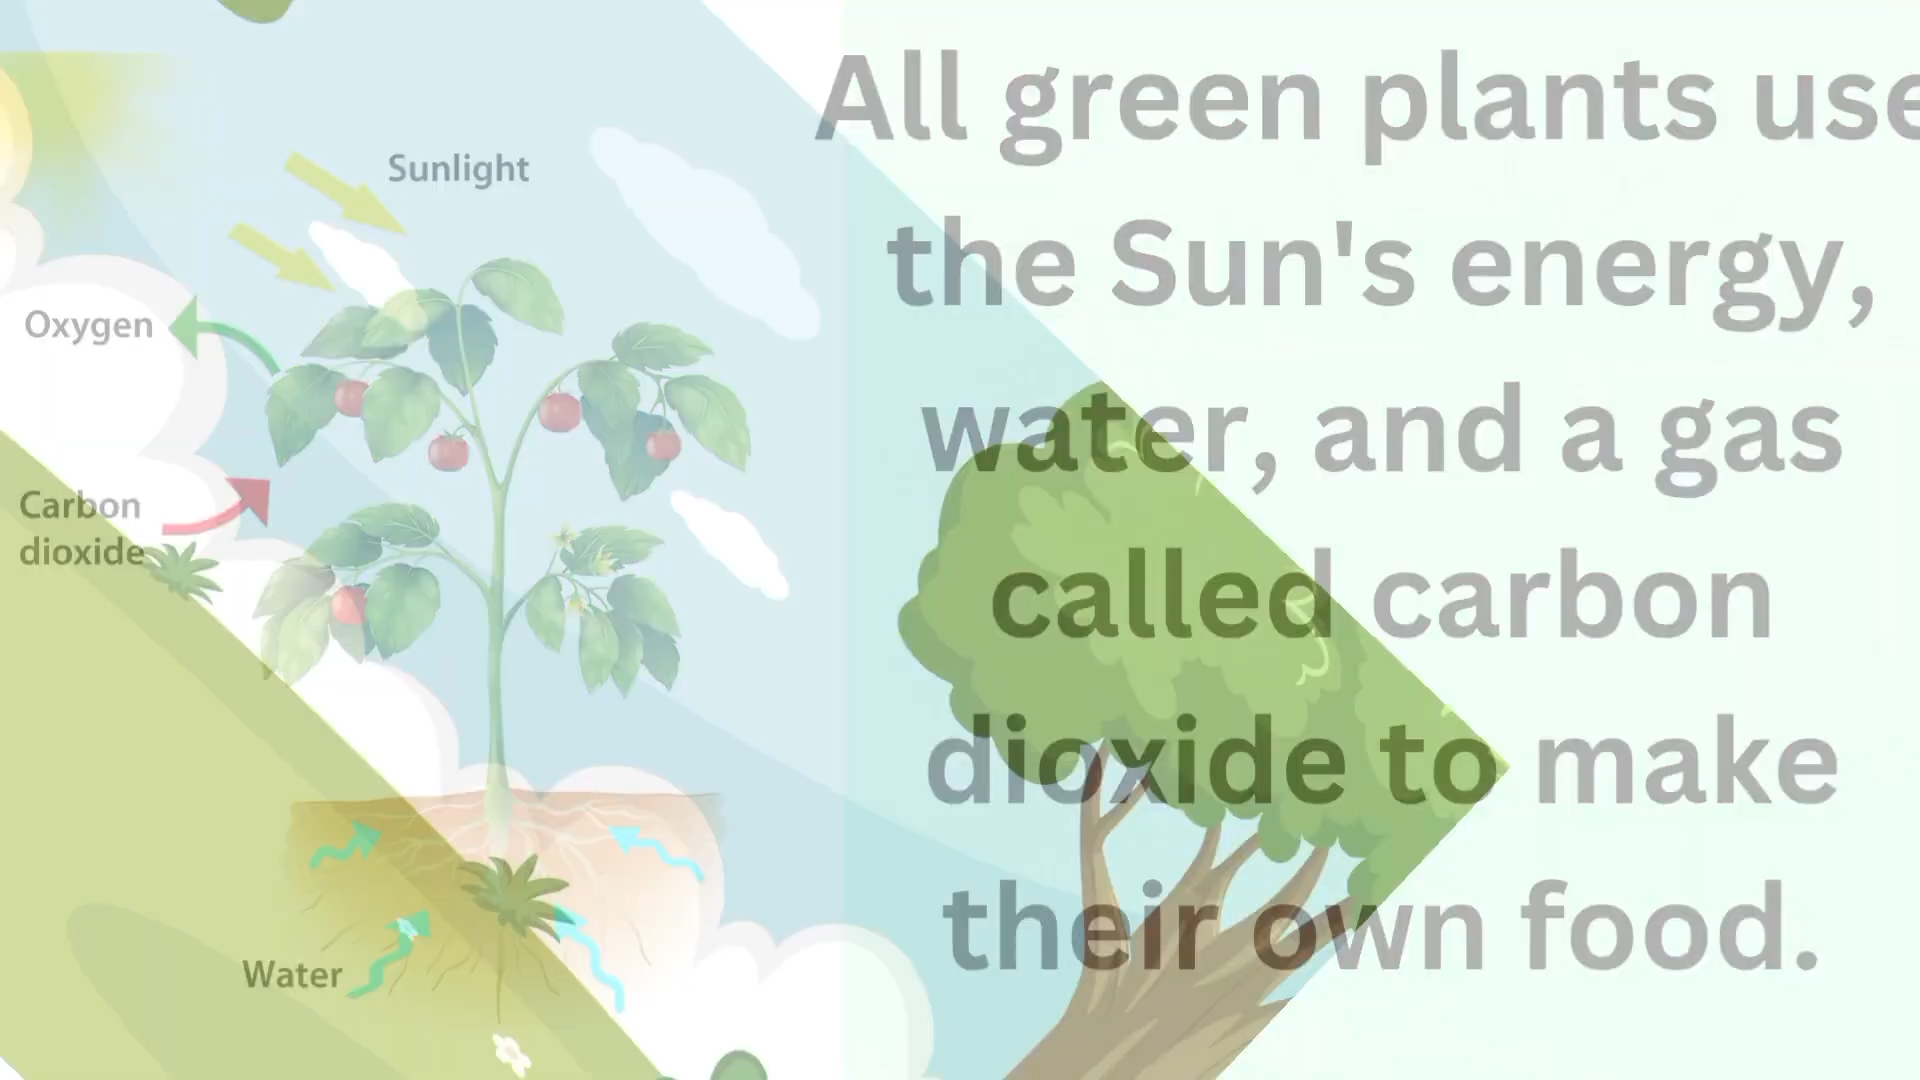 Sunlight
Oxygen
Carbon
dioxide
Water
All green plants use
the Sun's energy,
water, and a gas
called carbon
dioxide to make
their own food.